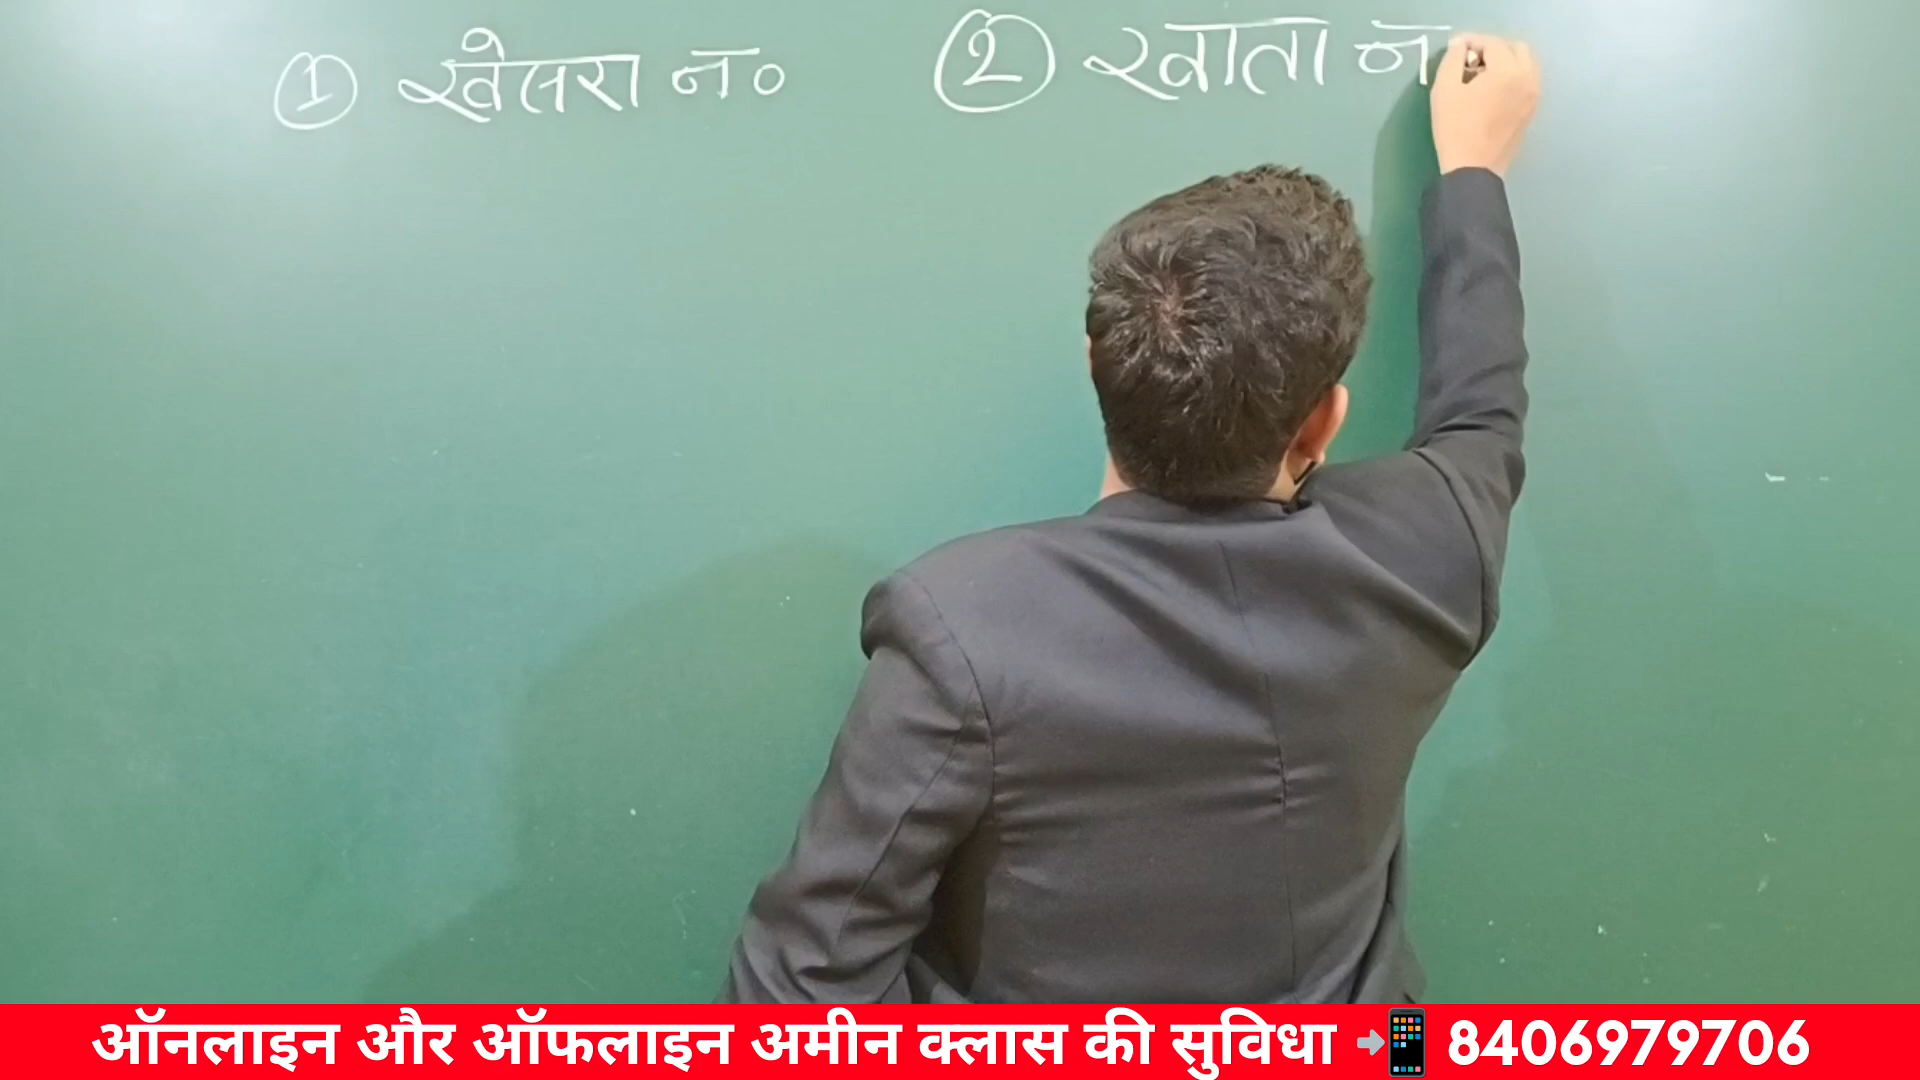 ① खेसरा न०
② खाता न
ऑनलाइन और ऑफलाइन अमीन क्लास की सुविधा 📲 8406979706